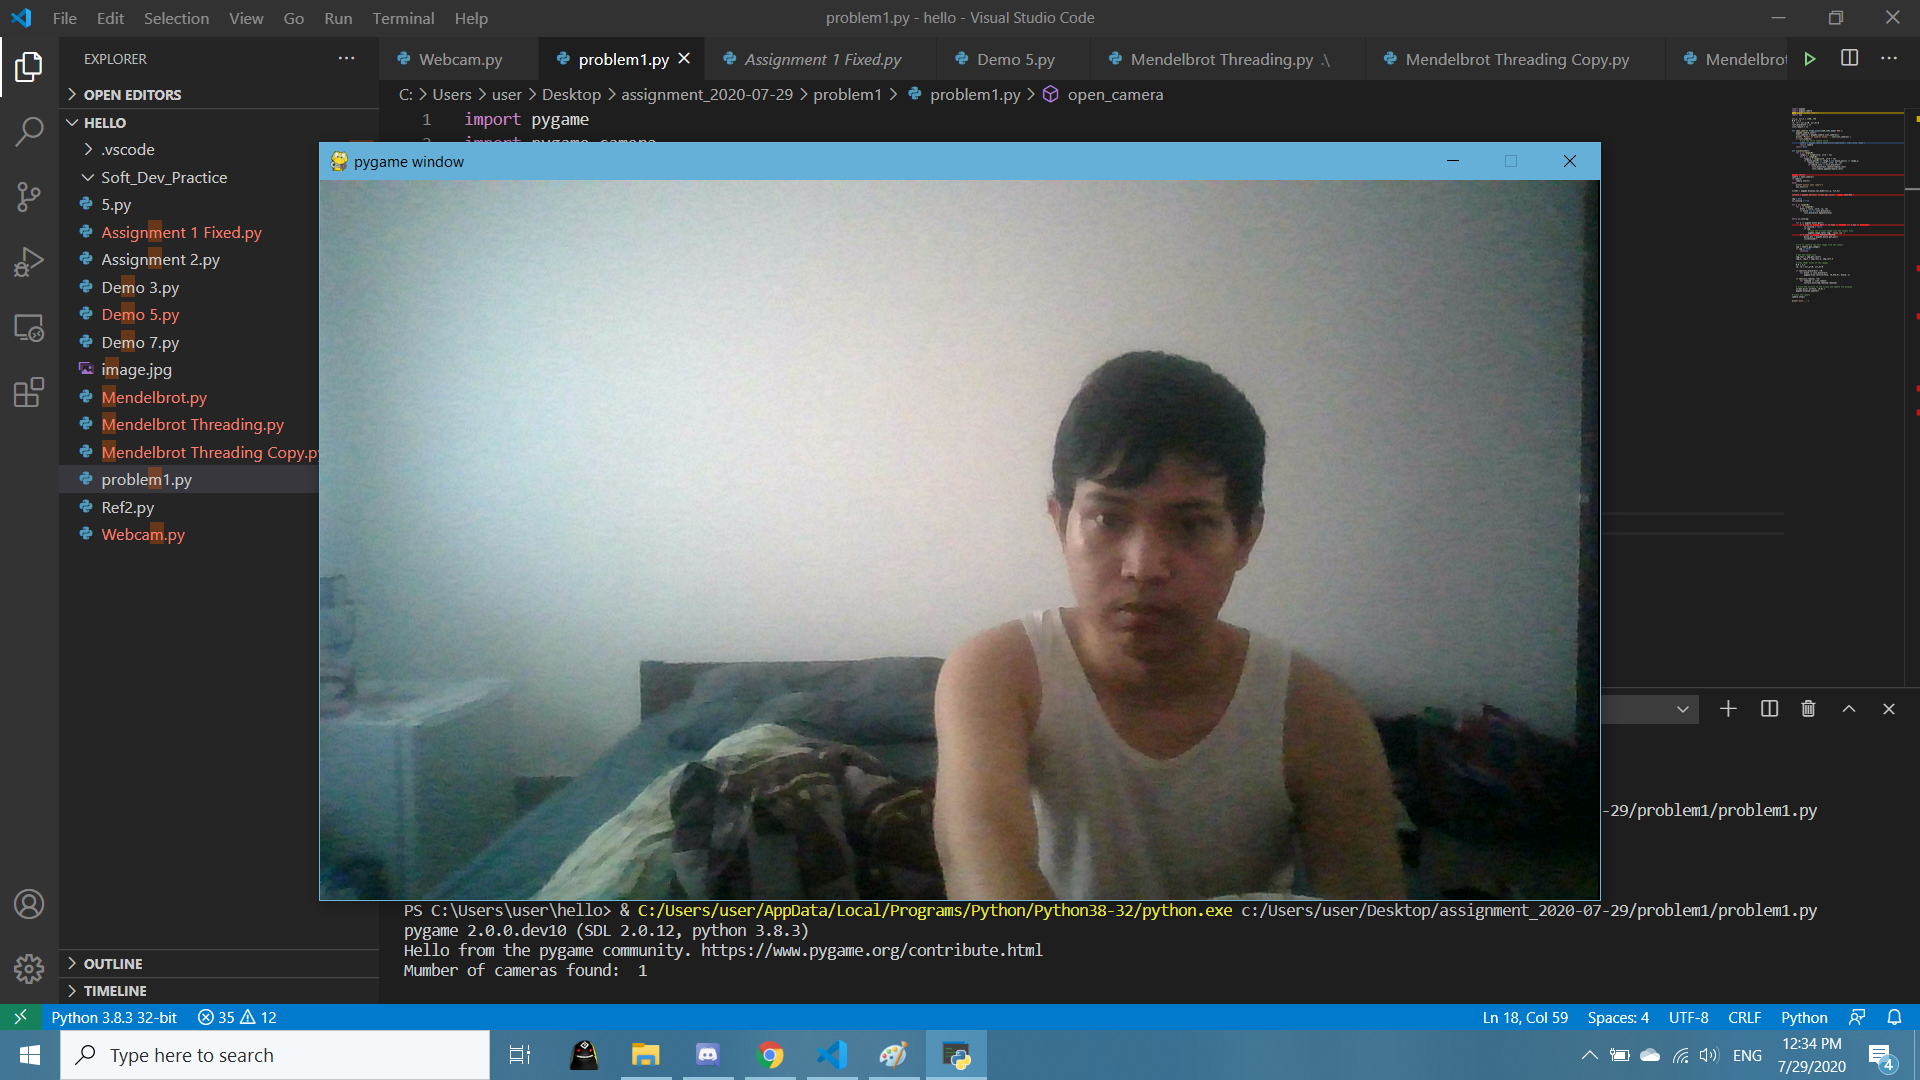 File Edit Selection View Go Run Terminal Help
problem1.py - hello - Visual Studio Code
EXPLORER
OPEN EDITORS
HELLO
.vscode
Soft_Dev_Practice
5.py
Assignment 1 Fixed.py
Assignment 2.py
Demo 3.py
Demo 5.py
Demo 7.py
image.jpg
Mendelbrot.py
Mendelbrot Threading.py
Mendelbrot Threading Copy.py
problem1.py
Ref2.py
Webcam.py
OUTLINE
TIMELINE
Webcam.py problem1.py Assignment 1 Fixed.py Demo 5.py Mendelbrot Threading.py .\ Mendelbrot Threading Copy.py Mendelbrot
C: > Users > user > Desktop > assignment_2020-07-29 > problem1 > problem1.py > open_camera
1 import pygame
pygame window
-29/problem1/problem1.py
PS C:\Users\user\hello> & C:/Users/user/AppData/Local/Programs/Python/Python38-32/python.exe c:/Users/user/Desktop/assignment_2020-07-29/problem1/problem1.py
pygame 2.0.0.dev10 (SDL 2.0.12, python 3.8.3)
Hello from the pygame community. https://www.pygame.org/contribute.html
Mumber of cameras found:  1
Python 3.8.3 32-bit 35 12
Ln 18, Col 59 Spaces: 4 UTF-8 CRLF Python
Type here to search
ENG
12:34 PM
7/29/2020
4